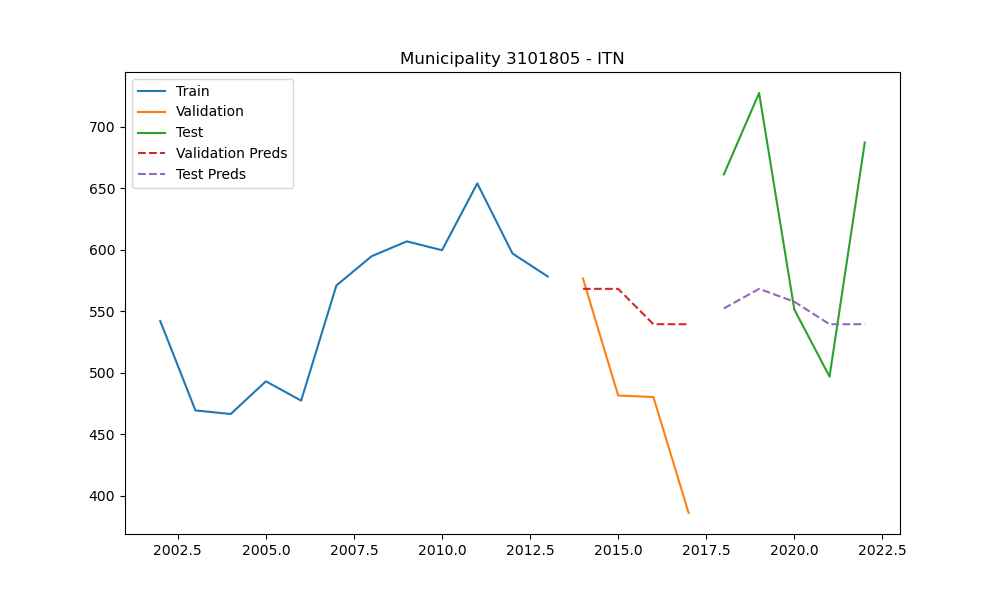 Municipality 3101805 - ITN
Train
Validation
Test
Validation Preds
Test Preds
700
650
600
550
500
450
400
2002.5 2005.0 2007.5 2010.0 2012.5 2015.0 2017.5 2020.0 2022.5